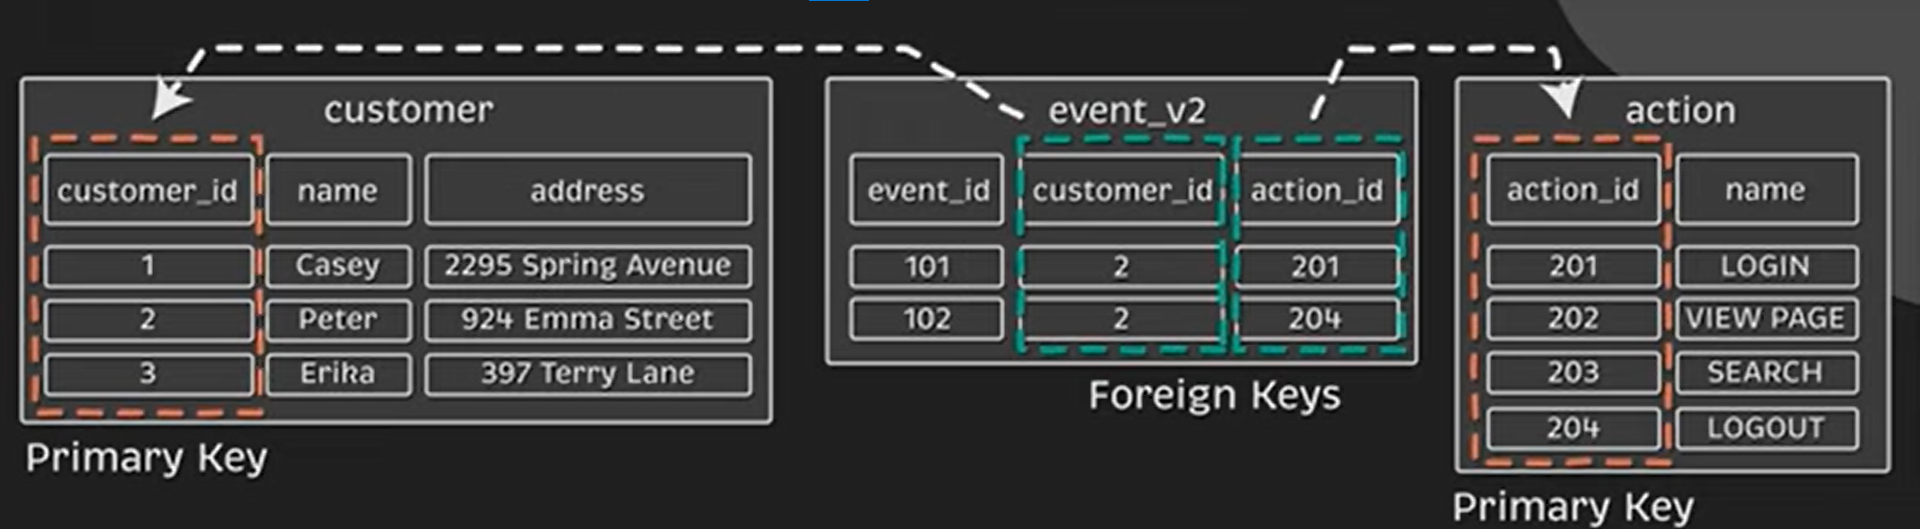 customer
customer_id name address
1 Casey 2295 Spring Avenue
2 Peter 924 Emma Street
3 Erika 397 Terry Lane
Primary Key
event_v2
event_id customer_id action_id
101 2 201
102 2 204
Foreign Keys
action
action_id name
201 LOGIN
202 VIEW PAGE
203 SEARCH
204 LOGOUT
Primary Key